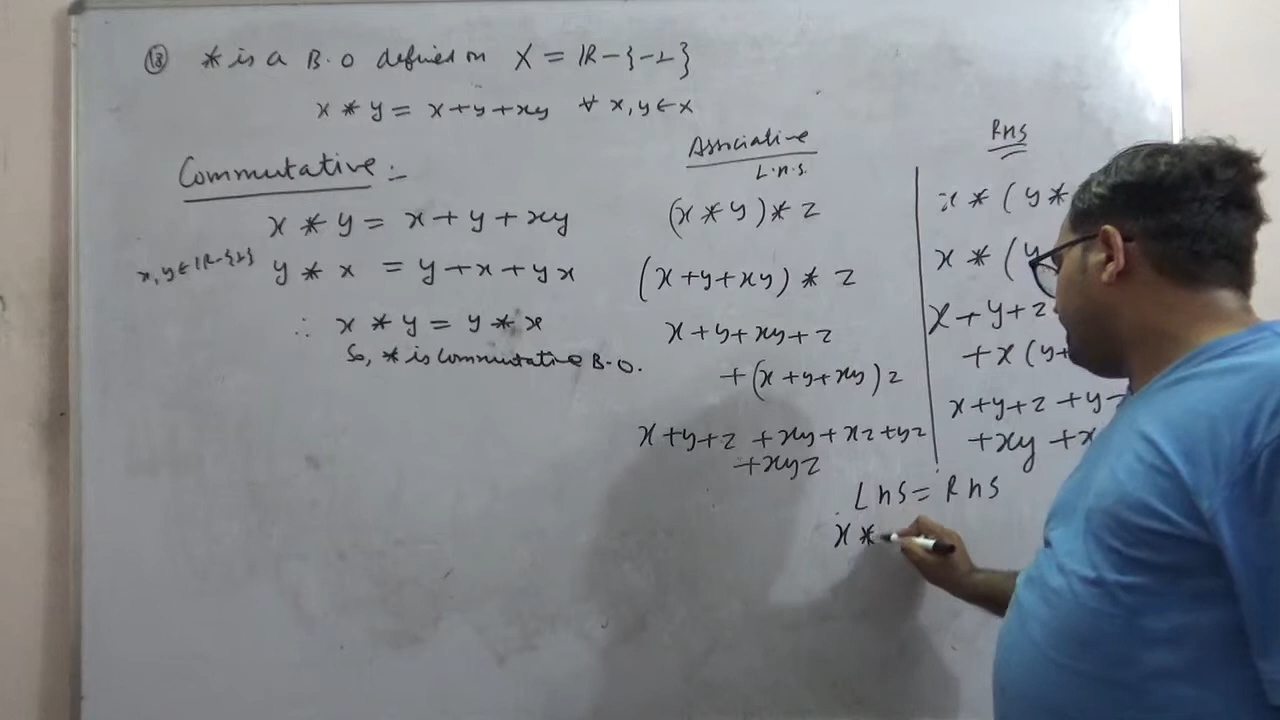 (18) * is a B.O defined on X = IR - {-1}
x * y = x + y + xy ∀ x, y ∈ x
Commutative :-
x * y = x + y + xy
x, y ∈ IR-{-1}
y * x = y + x + yx
∴ x * y = y * x
So, * is Commutative B.O.
Associative
L.H.S.
(x * y) * z
(x + y + xy) * z
x + y + xy + z
+ (x + y + xy) z
x + y + z + xy + xz + yz
+ xyz
RHS
x * ( y *
x * ( y
x + y + z
+ x ( y +
x + y + z + y
+ xy + x
LHS = RHS
x *